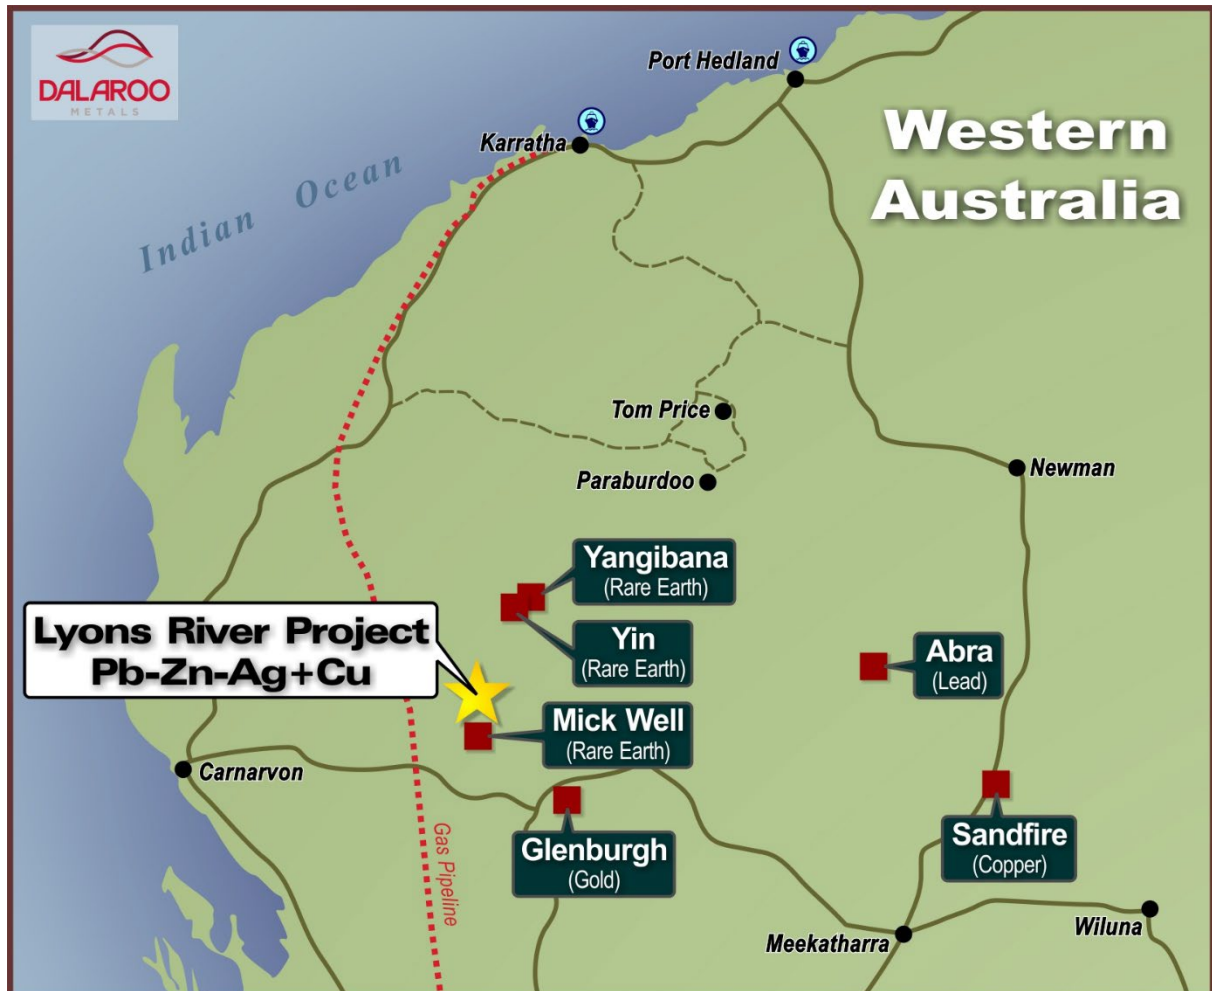 DALAROO
METALS
Port Hedland
Western
Australia
Karratha
Indian Ocean
Tom Price
Newman
Paraburdoo
Yangibana
(Rare Earth)
Lyons River Project
Pb-Zn-Ag+Cu
Yin
(Rare Earth)
Abra
(Lead)
Mick Well
(Rare Earth)
Carnarvon
Gas Pipeline
Glenburgh
(Gold)
Sandfire
(Copper)
Wiluna
Meekatharra